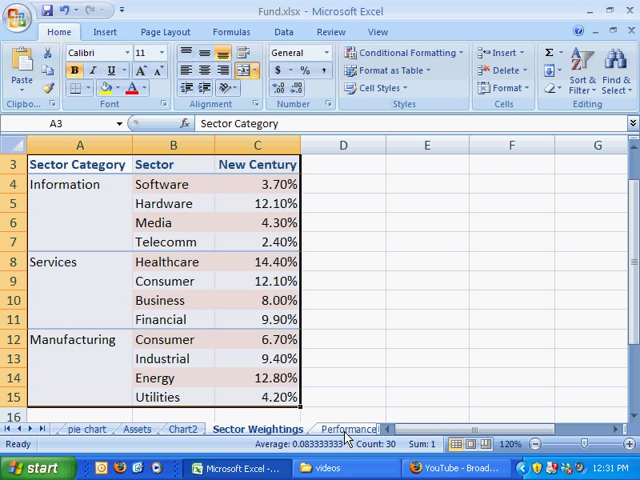 Fund.xlsx - Microsoft Excel
Home Insert Page Layout Formulas Data Review View
Paste
Calibri 11
B I U A A
General
$ % ,
Conditional Formatting
Format as Table
Cell Styles
Insert
Delete
Format
Σ
Sort & Filter
Find & Select
Clipboa... Font Alignment Number Styles Cells Editing
A3 fx Sector Category
A B C D E F G
3 Sector Category Sector New Century
4 Information Software 3.70%
5 Hardware 12.10%
6 Media 4.30%
7 Telecomm 2.40%
8 Services Healthcare 14.40%
9 Consumer 12.10%
10 Business 8.00%
11 Financial 9.90%
12 Manufacturing Consumer 6.70%
13 Industrial 9.40%
14 Energy 12.80%
15 Utilities 4.20%
16
pie chart Assets Chart2 Sector Weightings Performance
Ready Average: 0.083333333 Count: 30 Sum: 1 120%
start Microsoft Excel -... videos YouTube - Broad... 12:31 PM